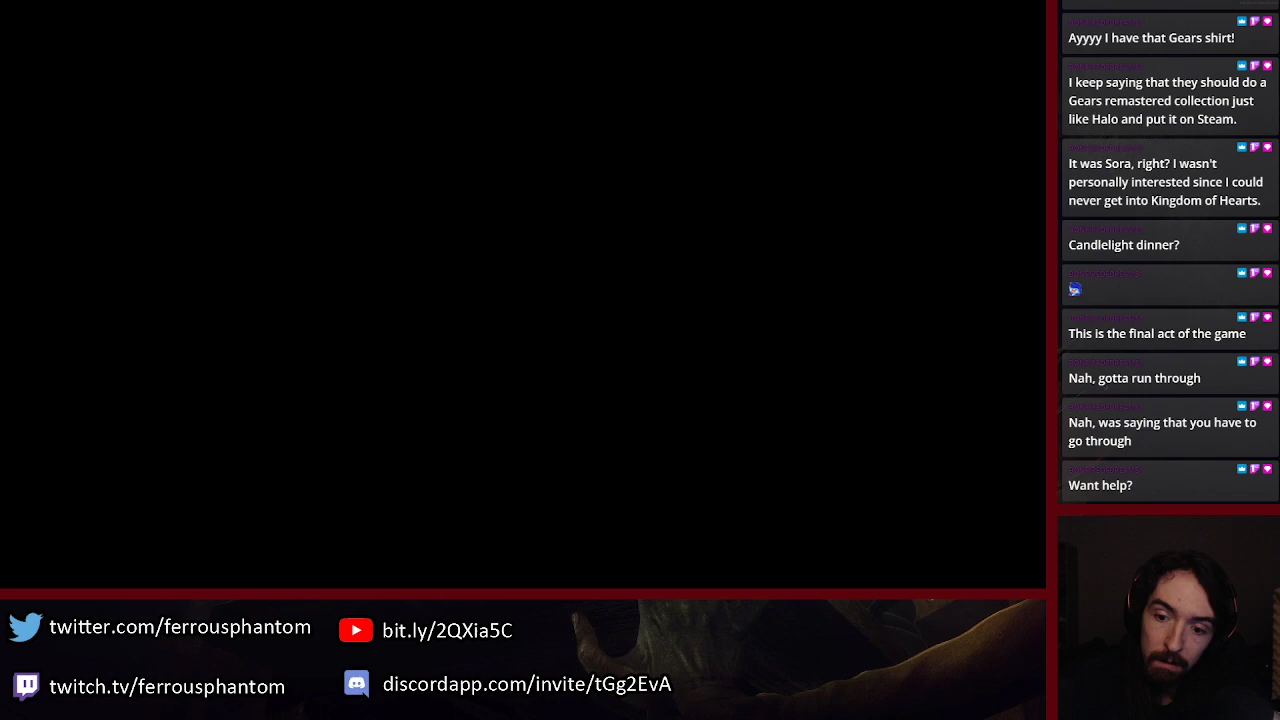 Ayyyy I have that Gears shirt!
I keep saying that they should do a
Gears remastered collection just
like Halo and put it on Steam.
It was Sora, right? I wasn't
personally interested since I could
never get into Kingdom of Hearts.
Candlelight dinner?
This is the final act of the game
Nah, gotta run through
Nah, was saying that you have to
go through
Want help?
twitter.com/ferrousphantom
bit.ly/2QXia5C
twitch.tv/ferrousphantom
discordapp.com/invite/tGg2EvA